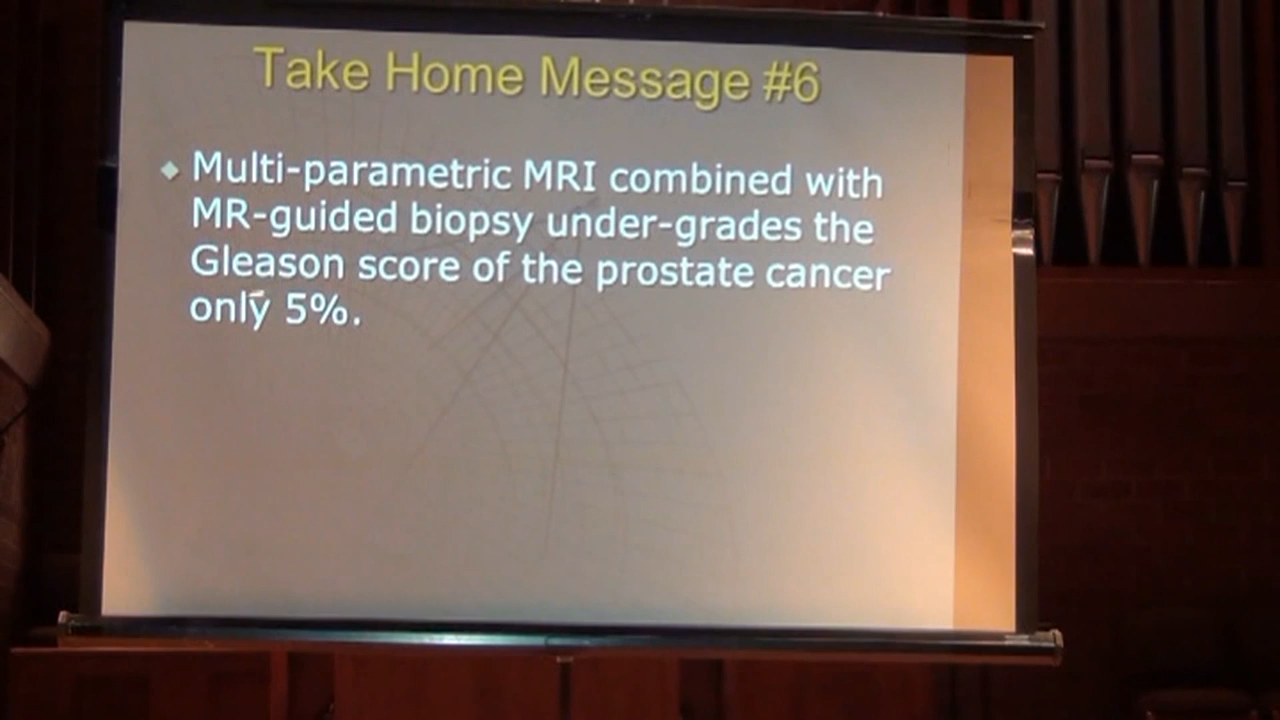 Take Home Message #6
Multi-parametric MRI combined with
MR-guided biopsy under-grades the
Gleason score of the prostate cancer
only 5%.